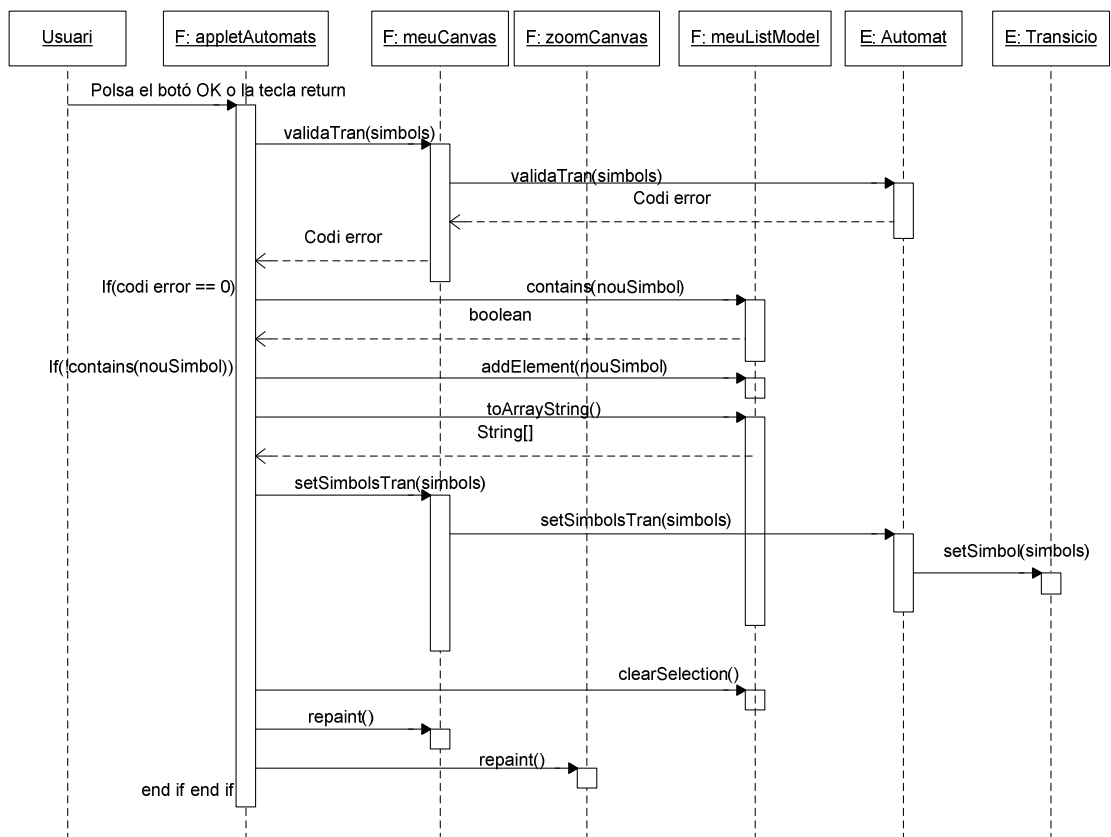 Usuari
F: appletAutomats
F: meuCanvas
F: zoomCanvas
F: meuListModel
E: Automat
E: Transicio
Polsa el botó OK o la tecla return
validaTran(simbols)
validaTran(simbols)
Codi error
Codi error
If(codi error == 0)
contains(nouSimbol)
boolean
If(!contains(nouSimbol))
addElement(nouSimbol)
toArrayString()
String[]
setSimbolsTran(simbols)
setSimbolsTran(simbols)
setSimbol(simbols)
clearSelection()
repaint()
repaint()
end if end if